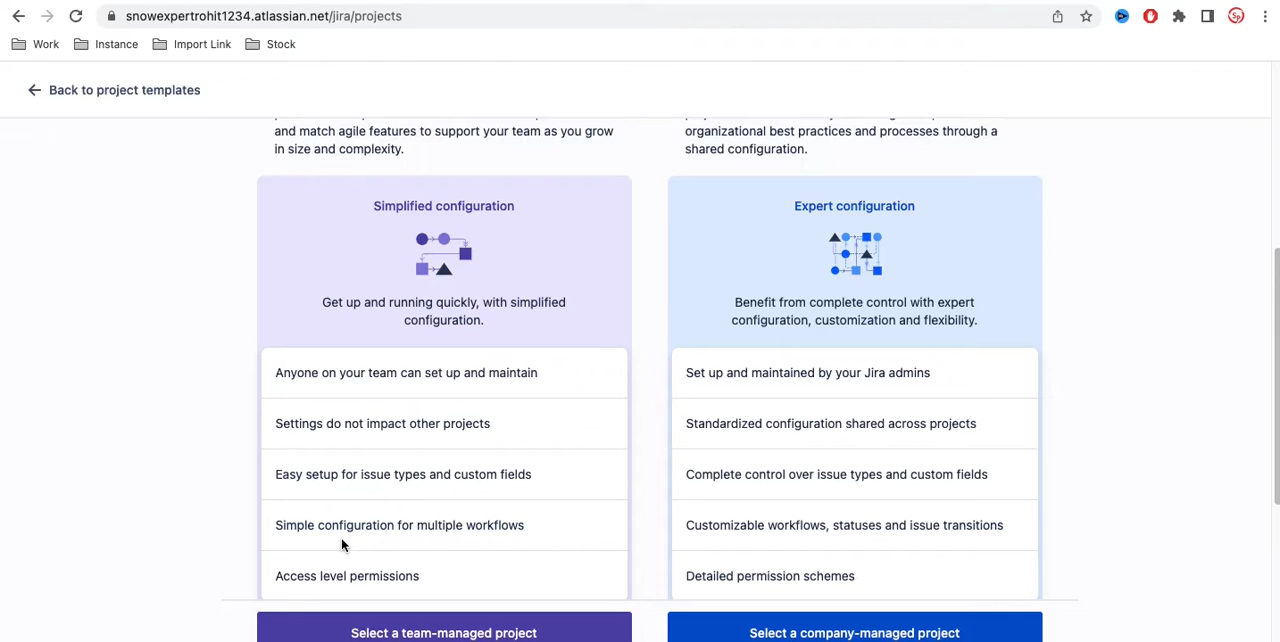 snowexpertrohit1234.atlassian.net/jira/projects
Sp
Work
Instance
Import Link
Stock
Back to project templates
and match agile features to support your team as you grow
in size and complexity.
organizational best practices and processes through a
shared configuration.
Simplified configuration
Get up and running quickly, with simplified
configuration.
Anyone on your team can set up and maintain
Settings do not impact other projects
Easy setup for issue types and custom fields
Simple configuration for multiple workflows
Access level permissions
Select a team-managed project
Expert configuration
Benefit from complete control with expert
configuration, customization and flexibility.
Set up and maintained by your Jira admins
Standardized configuration shared across projects
Complete control over issue types and custom fields
Customizable workflows, statuses and issue transitions
Detailed permission schemes
Select a company-managed project